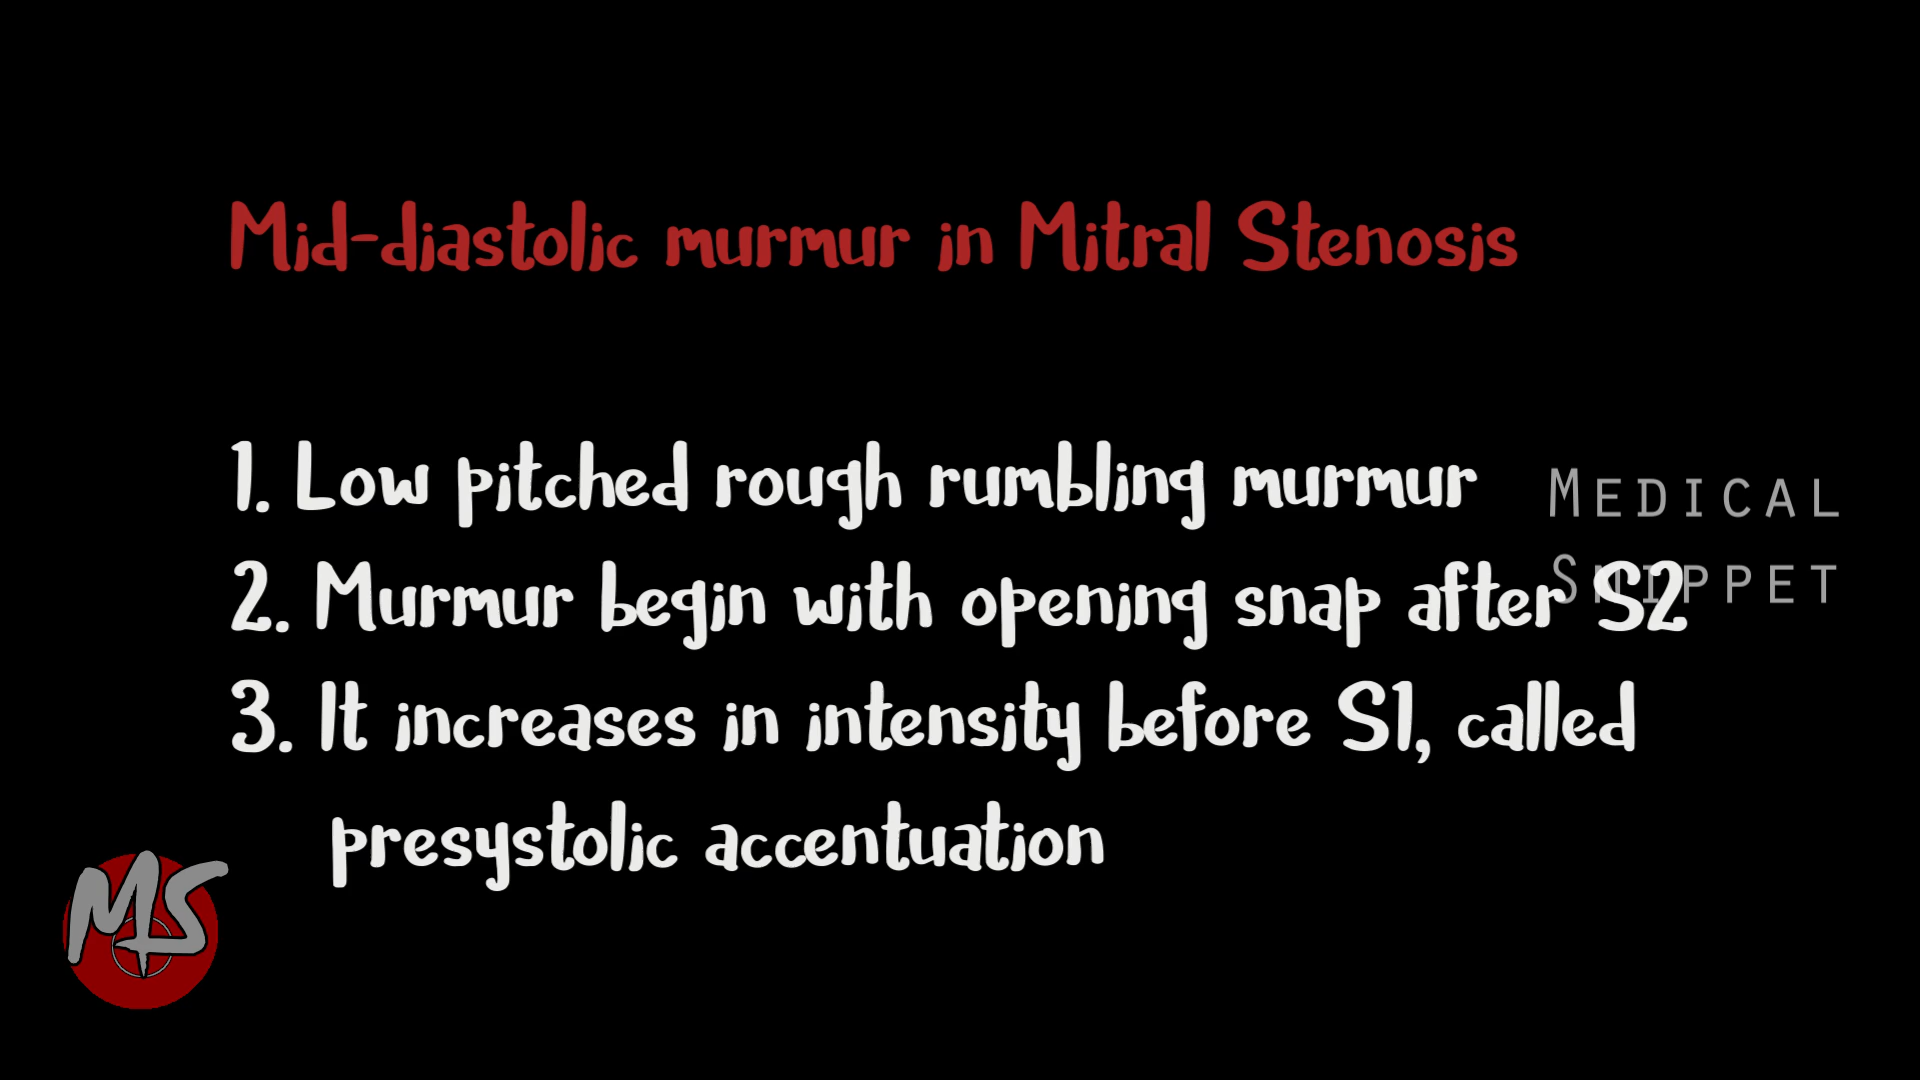 Mid-diastolic murmur in Mitral Stenosis
1. Low pitched rough rumbling murmur
2. Murmur begin with opening snap after S2
3. It increases in intensity before S1, called
presystolic accentuation
MEDICAL
SNIPPET
MS